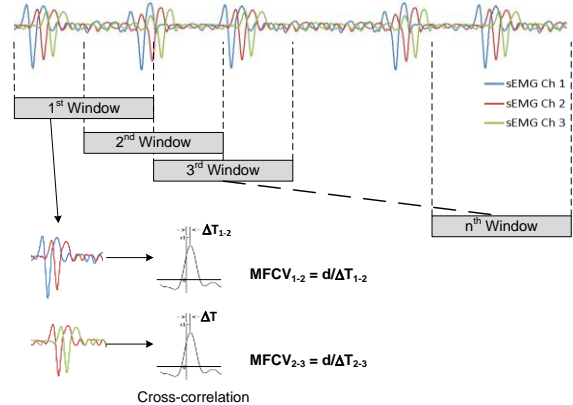 sEMG Ch 1
sEMG Ch 2
sEMG Ch 3
1st Window
2nd Window
3rd Window
nth Window
ΔT1-2
MFCV1-2 = d/ΔT1-2
ΔT
MFCV2-3 = d/ΔT2-3
Cross-correlation